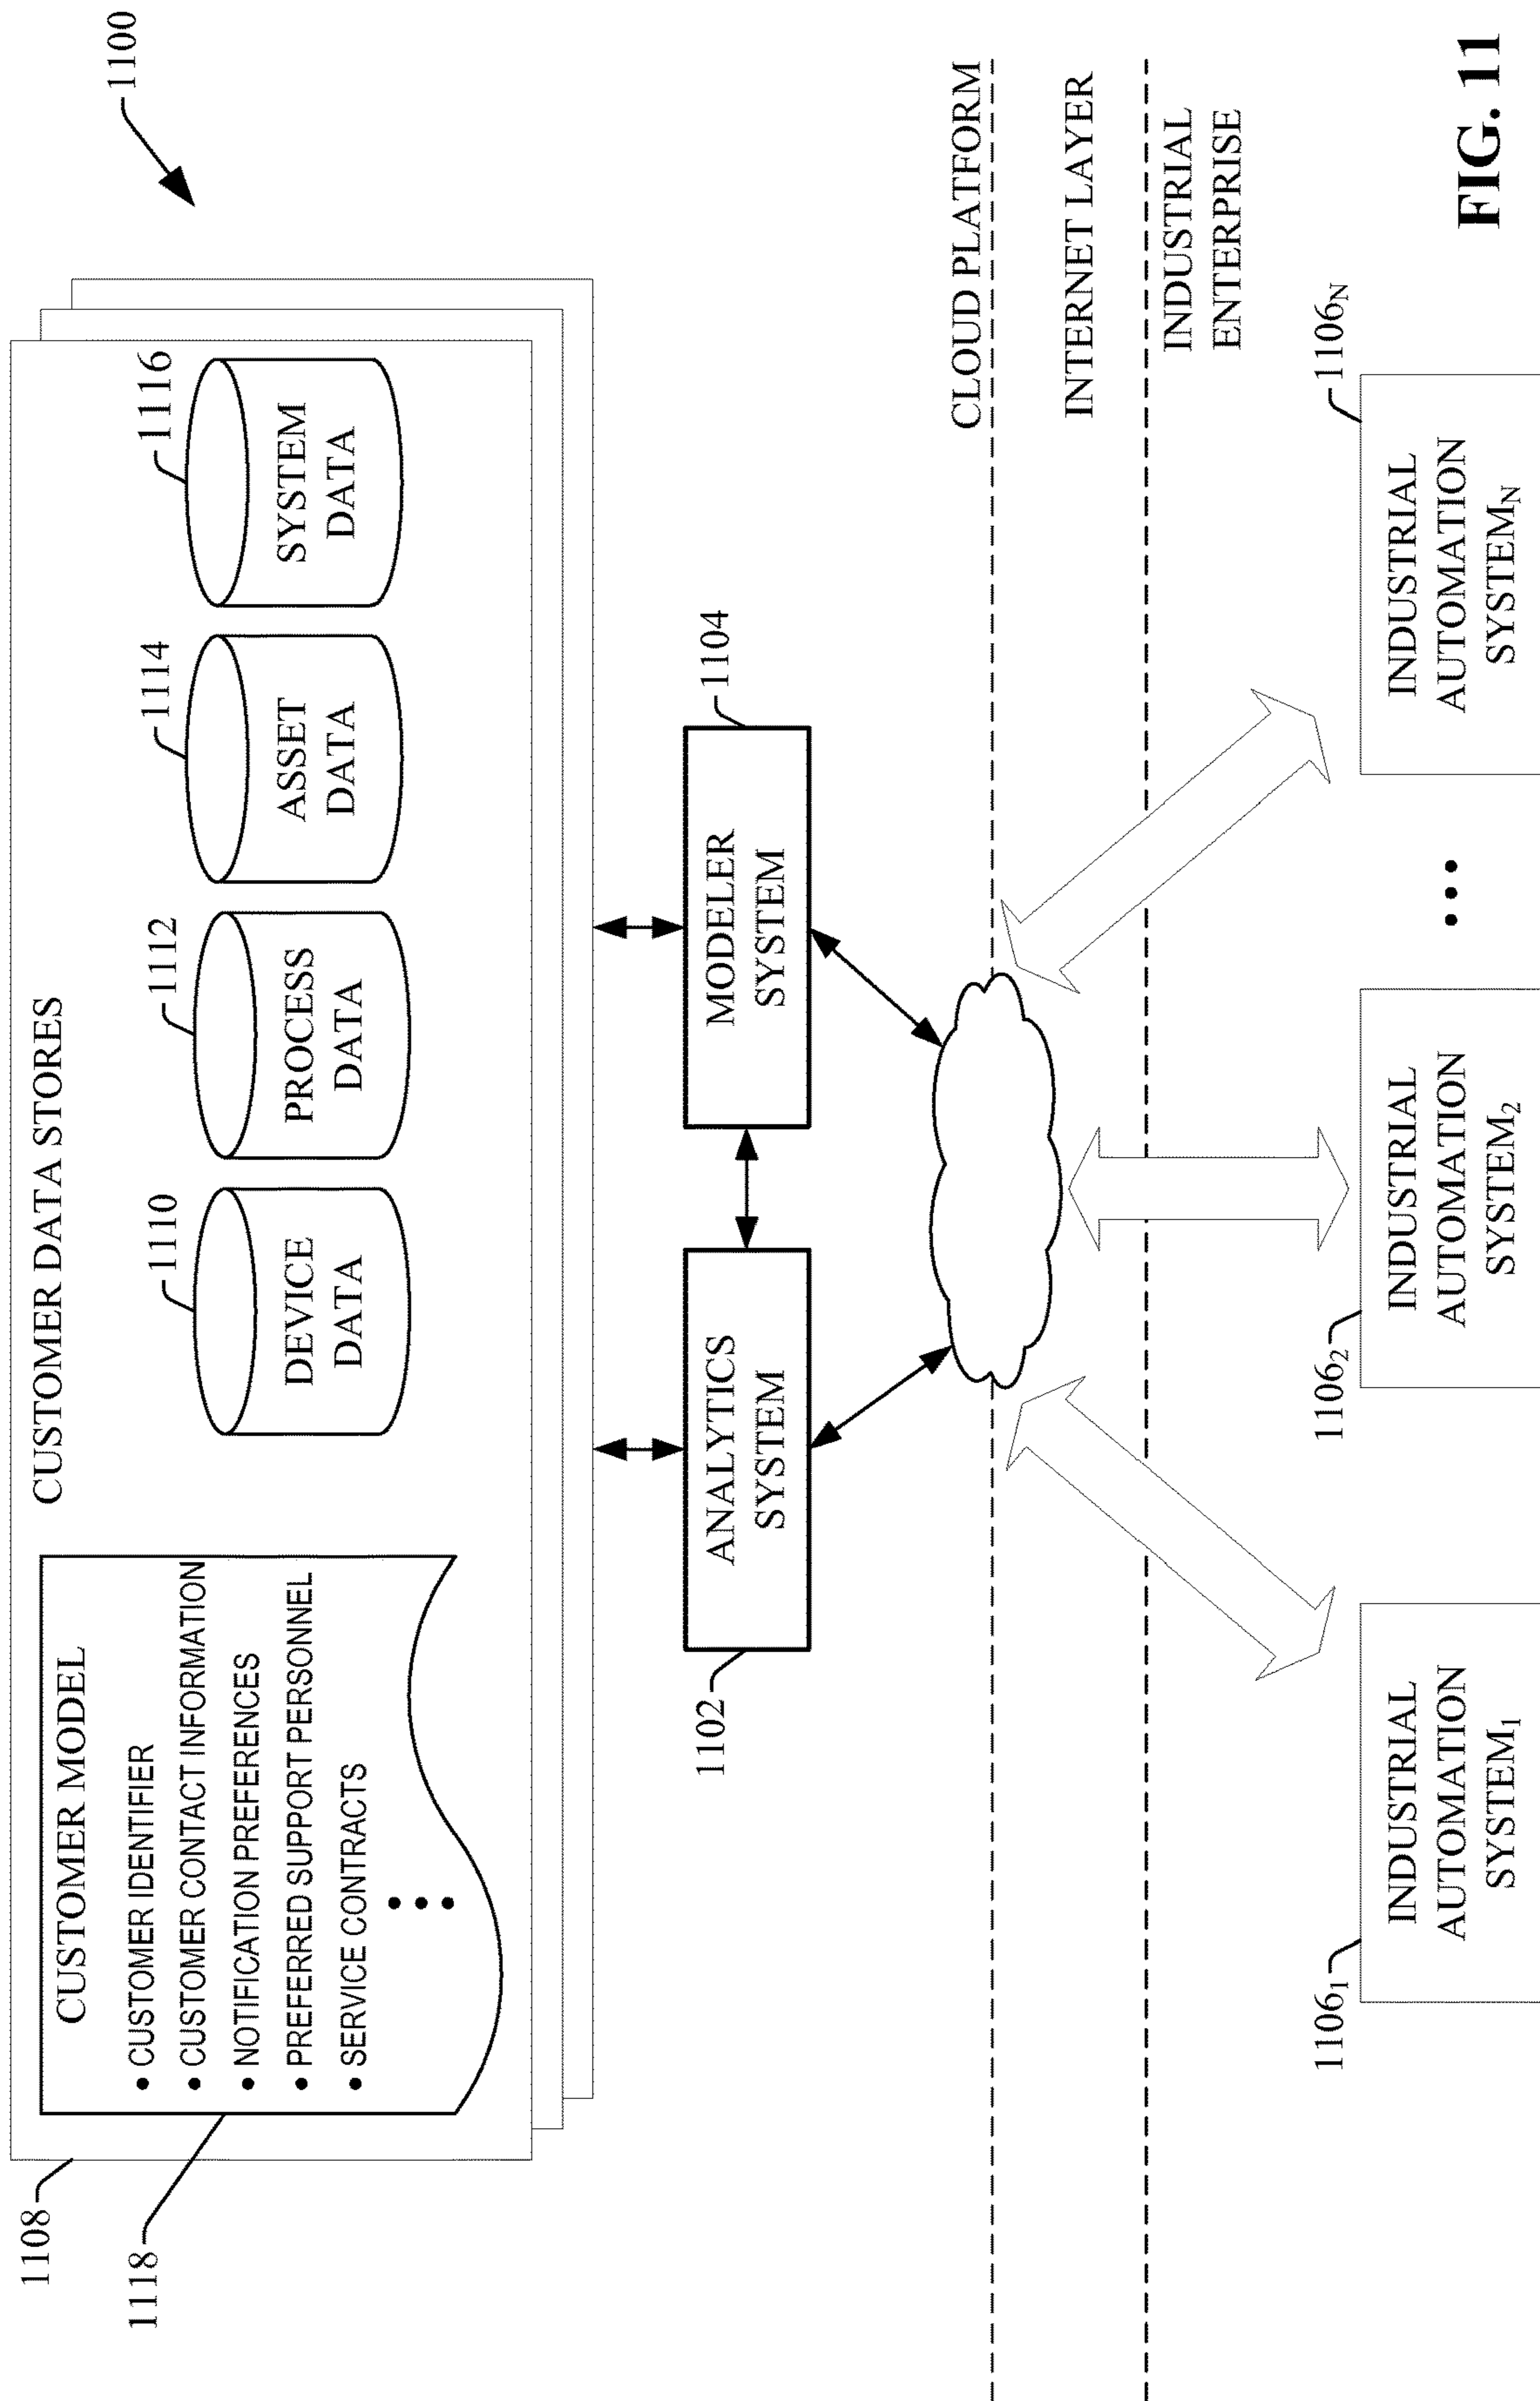 1100
CUSTOMER DATA STORES
1108
1118
CUSTOMER MODEL
• CUSTOMER IDENTIFIER
• CUSTOMER CONTACT INFORMATION
• NOTIFICATION PREFERENCES
• PREFERRED SUPPORT PERSONNEL
• SERVICE CONTRACTS
1110
DEVICE
DATA
1112
PROCESS
DATA
1114
ASSET
DATA
1116
SYSTEM
DATA
1102
ANALYTICS
SYSTEM
MODELER
SYSTEM
1104
CLOUD PLATFORM
INTERNET LAYER
INDUSTRIAL
ENTERPRISE
1106₁
INDUSTRIAL
AUTOMATION
SYSTEM₁
1106₂
INDUSTRIAL
AUTOMATION
SYSTEM₂
...
1106N
INDUSTRIAL
AUTOMATION
SYSTEMN
FIG. 11